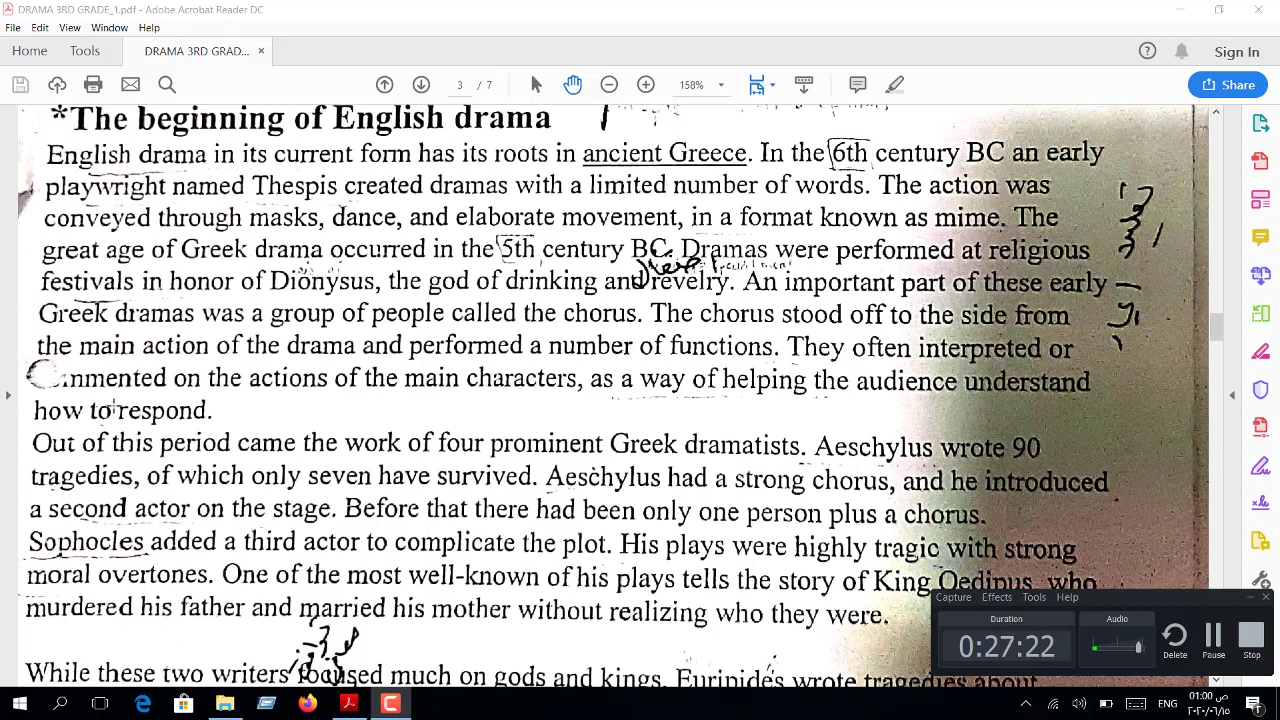 DRAMA 3RD GRADE_1.pdf - Adobe Acrobat Reader DC
File Edit View Window Help
Home Tools DRAMA 3RD GRAD... × Sign In
3 / 7 158% Share
*The beginning of English drama
English drama in its current form has its roots in ancient Greece. In the 6th century BC an early
playwright named Thespis created dramas with a limited number of words. The action was
conveyed through masks, dance, and elaborate movement, in a format known as mime. The
great age of Greek drama occurred in the 5th century BC. Dramas were performed at religious
festivals in honor of Dionysus, the god of drinking and revelry. An important part of these early
Greek dramas was a group of people called the chorus. The chorus stood off to the side from
the main action of the drama and performed a number of functions. They often interpreted or
mmented on the actions of the main characters, as a way of helping the audience understand
how to respond.
Out of this period came the work of four prominent Greek dramatists. Aeschylus wrote 90
tragedies, of which only seven have survived. Aeschylus had a strong chorus, and he introduced
a second actor on the stage. Before that there had been only one person plus a chorus.
Sophocles added a third actor to complicate the plot. His plays were highly tragic with strong
moral overtones. One of the most well-known of his plays tells the story of King Oedipus, who
murdered his father and married his mother without realizing who they were.
While these two writers focused much on gods and kings, Euripides wrote tragedies about
Capture Effects Tools Help
Duration
0:27:22
Audio
Delete Pause Stop
ENG
01:00 ص
٢٠٢٠/٠٦/١٥